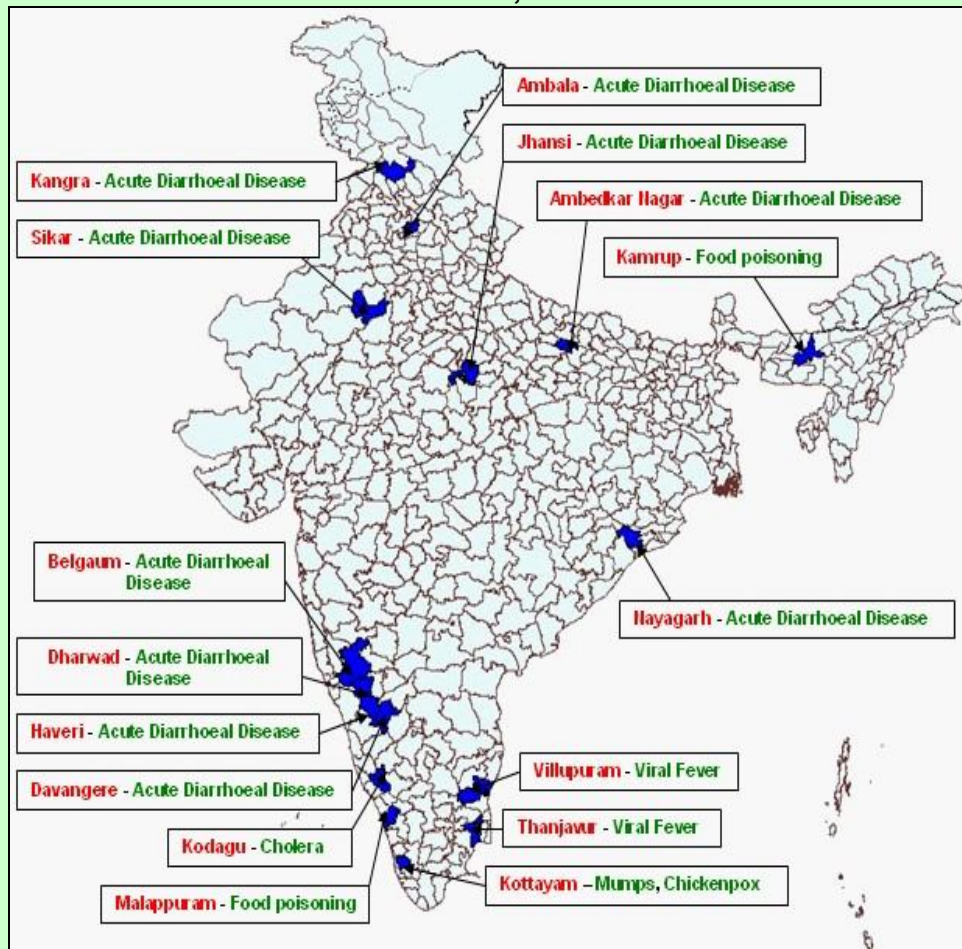 Ambala - Acute Diarrhoeal Disease
Jhansi - Acute Diarrhoeal Disease
Kangra - Acute Diarrhoeal Disease
Ambedkar Nagar - Acute Diarrhoeal Disease
Sikar - Acute Diarrhoeal Disease
Kamrup - Food poisoning
Belgaum - Acute Diarrhoeal
Disease
Nayagarh - Acute Diarrhoeal Disease
Dharwad - Acute Diarrhoeal
Disease
Haveri - Acute Diarrhoeal Disease
Villupuram - Viral Fever
Davangere - Acute Diarrhoeal Disease
Thanjavur - Viral Fever
Kodagu - Cholera
Kottayam – Mumps, Chickenpox
Malappuram - Food poisoning